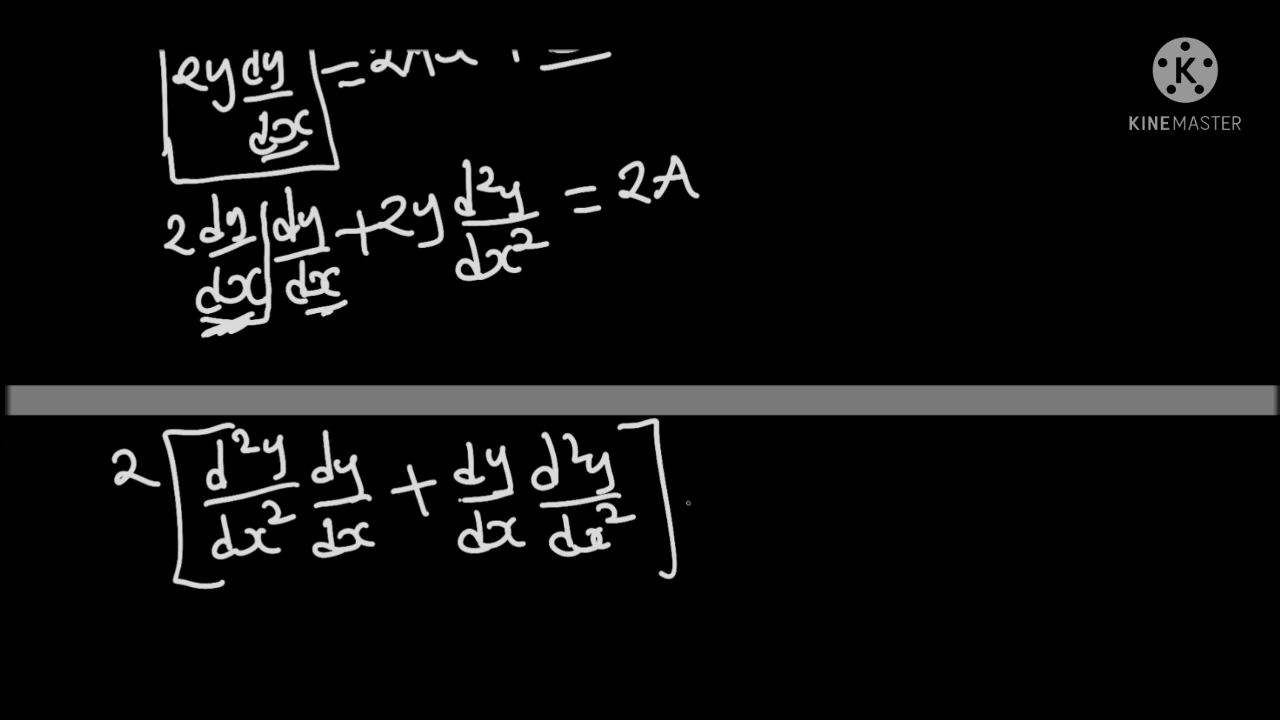 2y dy/dx = 2Ax +
KINEMASTER
2 dy/dx dy/dx + 2y d²y/dx² = 2A
2 [ d²y/dx² dy/dx + dy/dx d²y/dx² ]